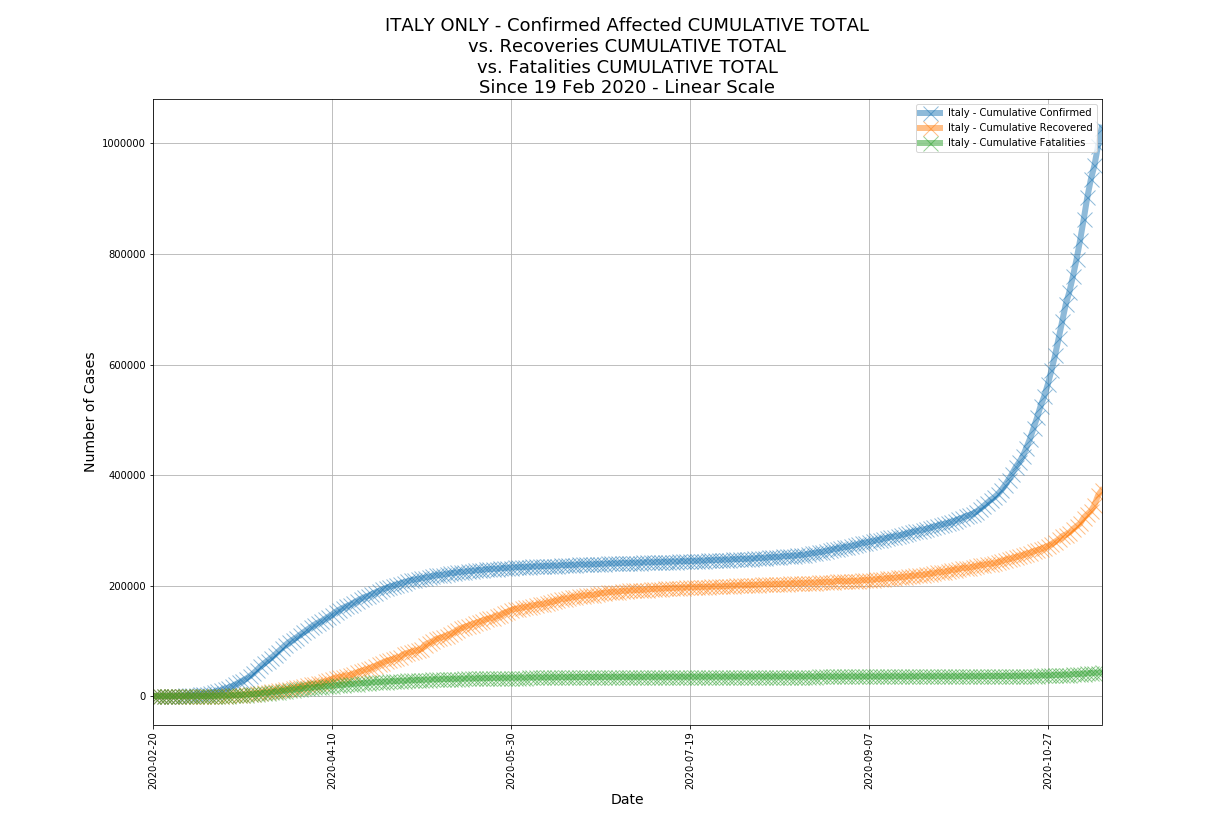 ITALY ONLY - Confirmed Affected CUMULATIVE TOTAL
vs. Recoveries CUMULATIVE TOTAL
vs. Fatalities CUMULATIVE TOTAL
Since 19 Feb 2020 - Linear Scale
Italy - Cumulative Confirmed
Italy - Cumulative Recovered
Italy - Cumulative Fatalities
Number of Cases
1000000
800000
600000
400000
200000
0
2020-02-20
2020-04-10
2020-05-30
2020-07-19
2020-09-07
2020-10-27
Date